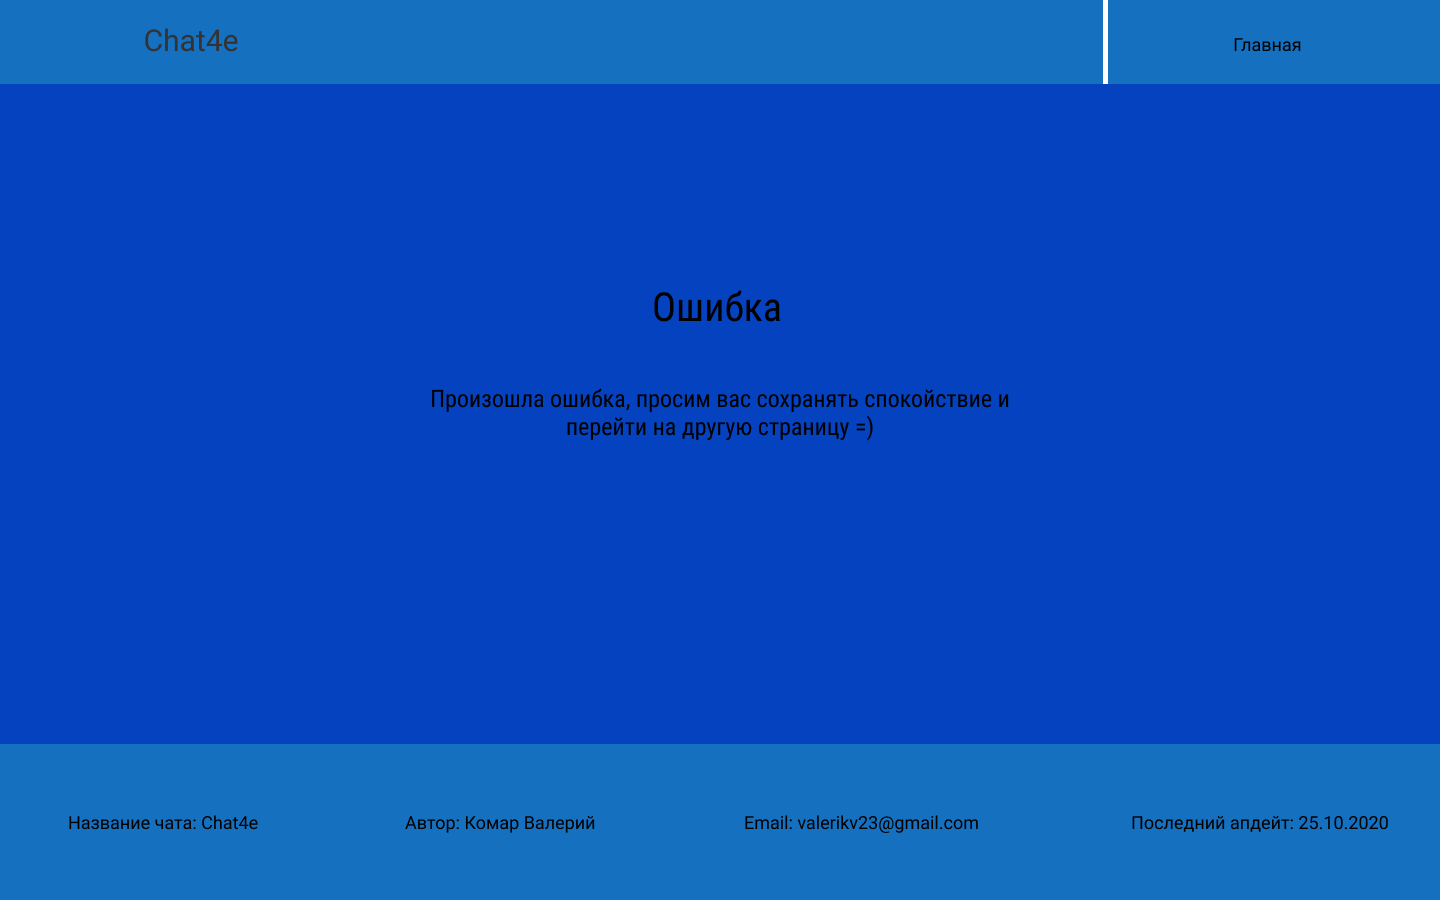 Chat4e
Главная
Ошибка
Произошла ошибка, просим вас сохранять спокойствие и
перейти на другую страницу =)
Название чата: Chat4e
Автор: Комар Валерий
Email: valerikv23@gmail.com
Последний апдейт: 25.10.2020